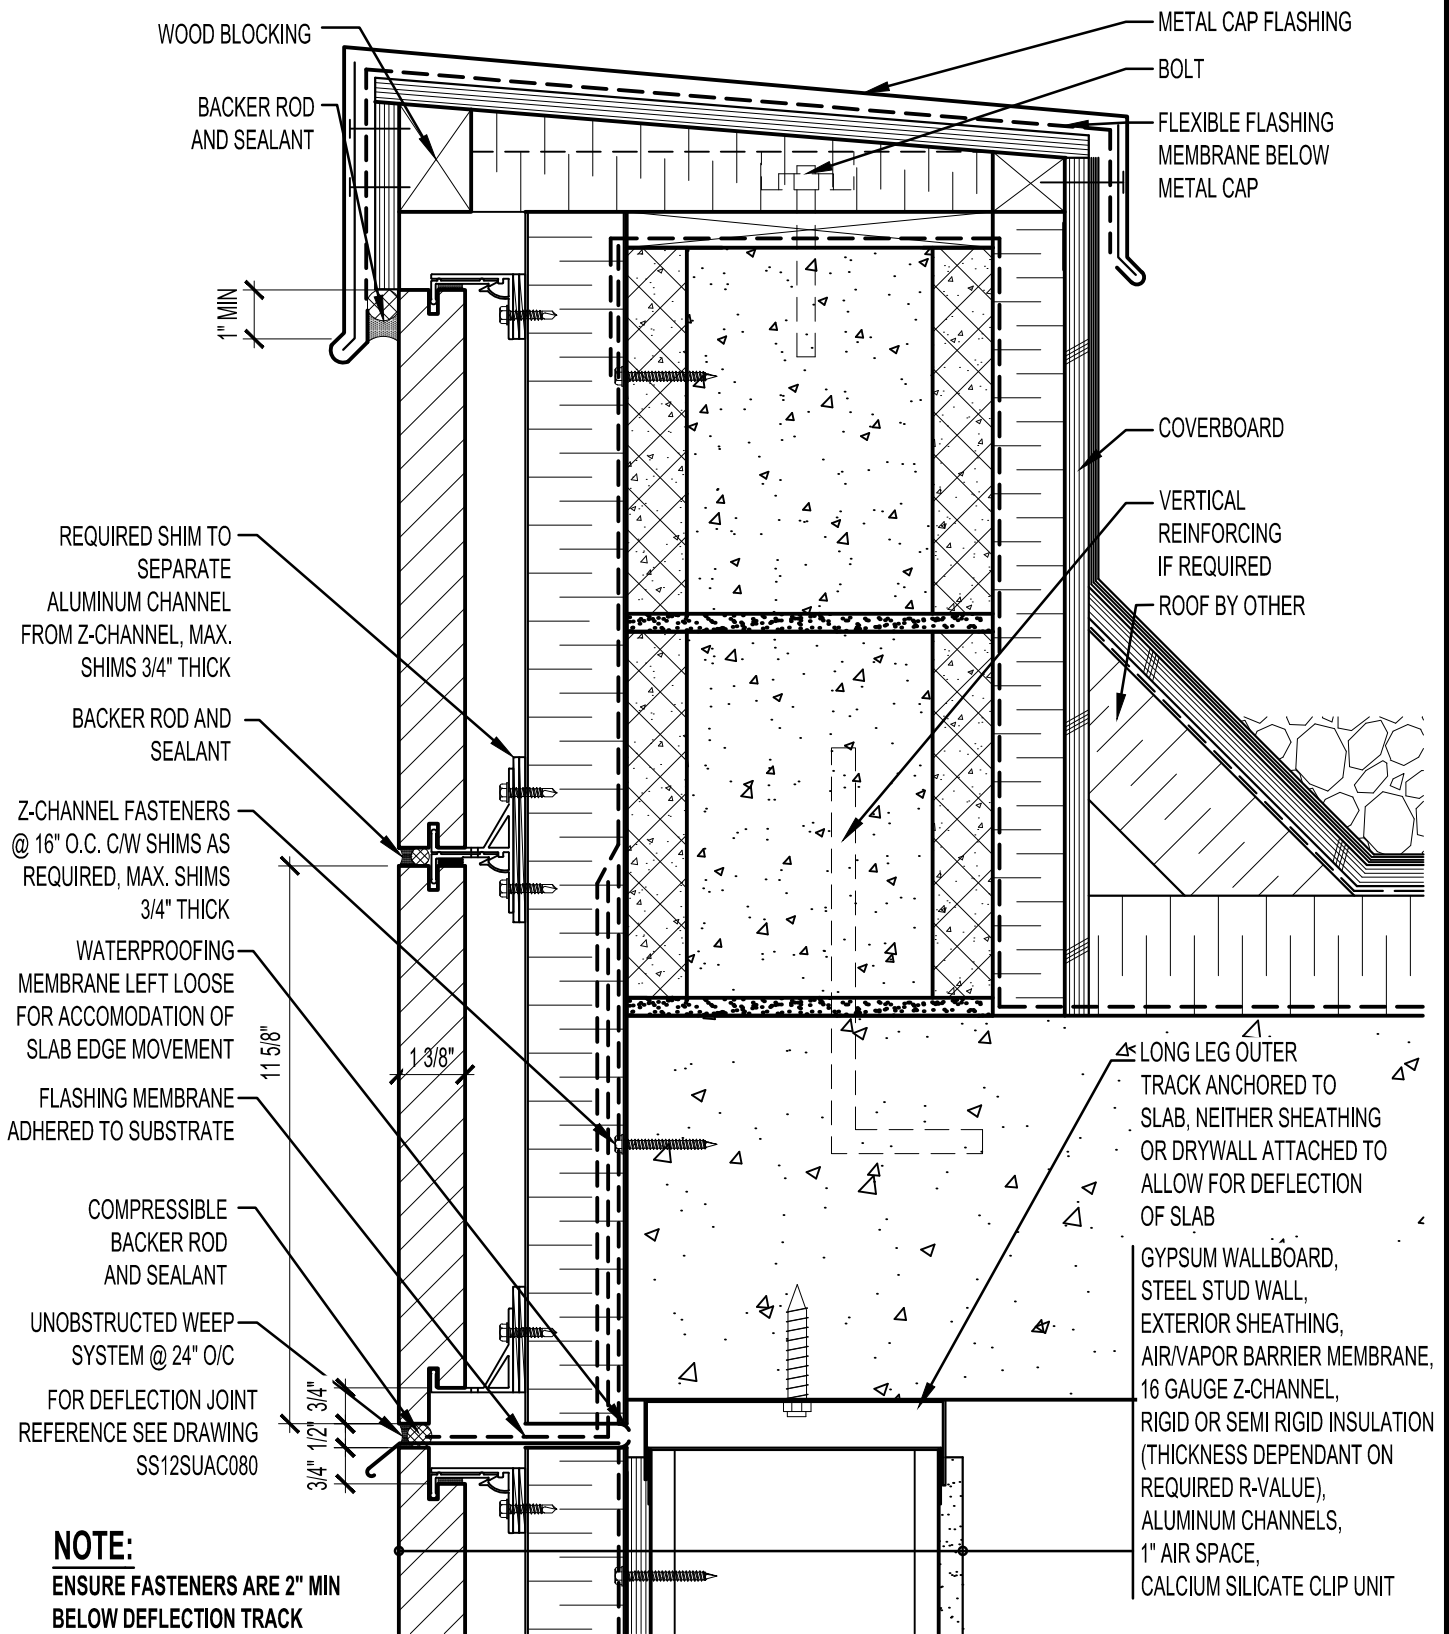 WOOD BLOCKING
BACKER ROD
AND SEALANT
1" MIN
REQUIRED SHIM TO
SEPARATE
ALUMINUM CHANNEL
FROM Z-CHANNEL, MAX.
SHIMS 3/4" THICK
BACKER ROD AND
SEALANT
Z-CHANNEL FASTENERS
@ 16" O.C. C/W SHIMS AS
REQUIRED, MAX. SHIMS
3/4" THICK
WATERPROOFING
MEMBRANE LEFT LOOSE
FOR ACCOMODATION OF
SLAB EDGE MOVEMENT
11 5/8"
1 3/8"
FLASHING MEMBRANE
ADHERED TO SUBSTRATE
COMPRESSIBLE
BACKER ROD
AND SEALANT
UNOBSTRUCTED WEEP
SYSTEM @ 24" O/C
FOR DEFLECTION JOINT
REFERENCE SEE DRAWING
SS12SUAC080
3/4"
1/2"
3/4"
NOTE:
ENSURE FASTENERS ARE 2" MIN
BELOW DEFLECTION TRACK
METAL CAP FLASHING
BOLT
FLEXIBLE FLASHING
MEMBRANE BELOW
METAL CAP
COVERBOARD
VERTICAL
REINFORCING
IF REQUIRED
ROOF BY OTHER
LONG LEG OUTER
TRACK ANCHORED TO
SLAB, NEITHER SHEATHING
OR DRYWALL ATTACHED TO
ALLOW FOR DEFLECTION
OF SLAB
GYPSUM WALLBOARD,
STEEL STUD WALL,
EXTERIOR SHEATHING,
AIR/VAPOR BARRIER MEMBRANE,
16 GAUGE Z-CHANNEL,
RIGID OR SEMI RIGID INSULATION
(THICKNESS DEPENDANT ON
REQUIRED R-VALUE),
ALUMINUM CHANNELS,
1" AIR SPACE,
CALCIUM SILICATE CLIP UNIT